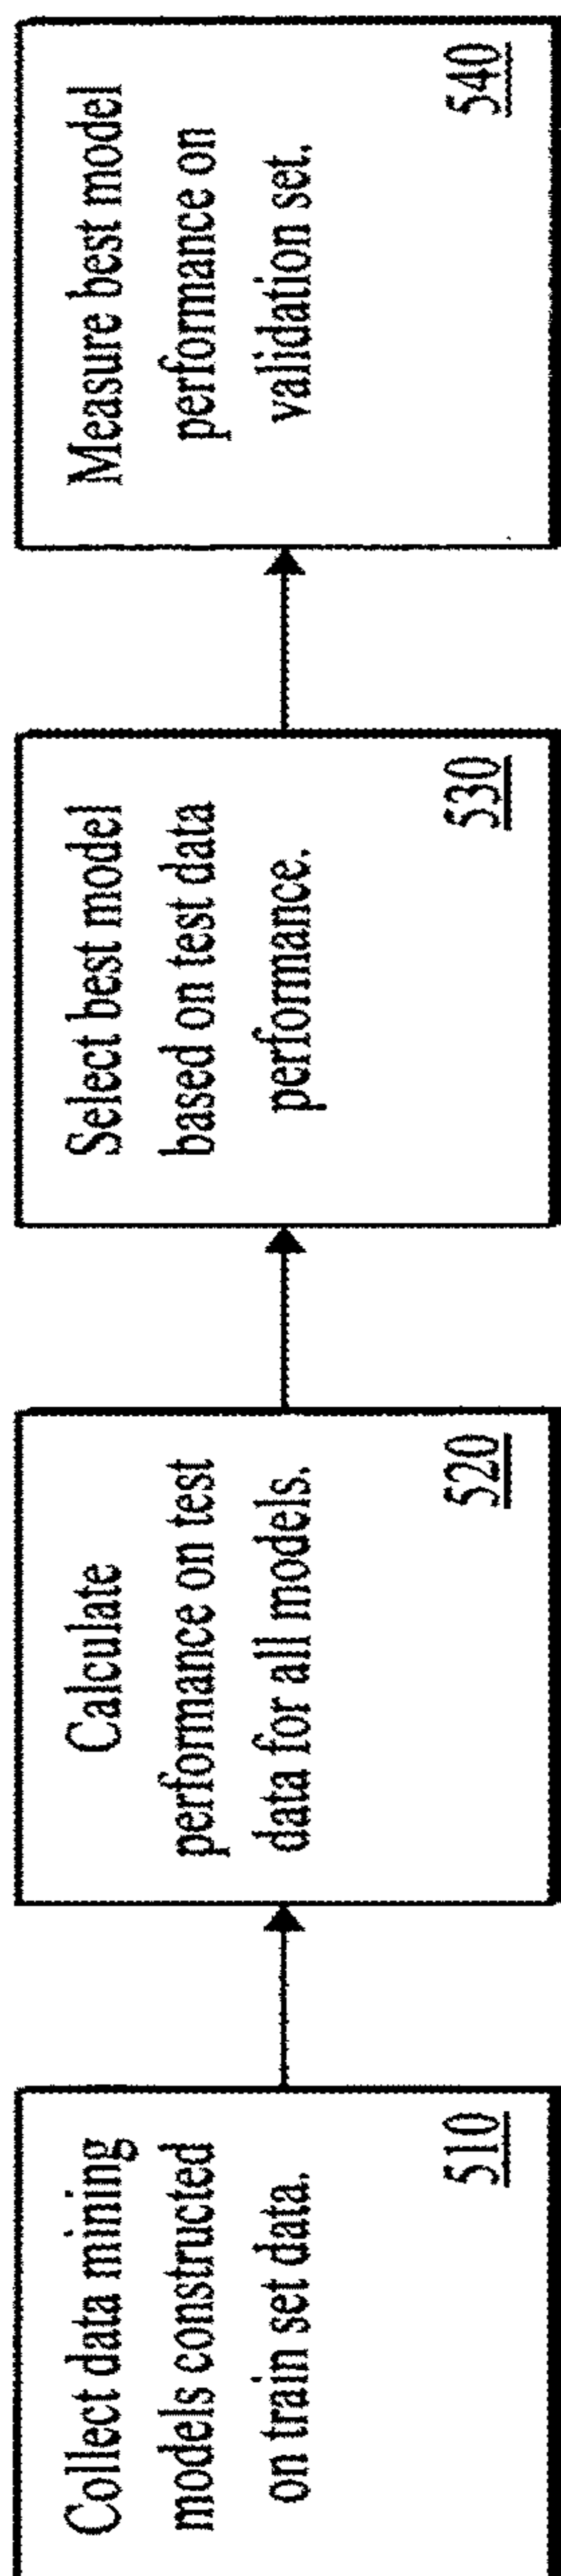 Collect data mining
models constructed
on train set data.
510
Calculate
performance on test
data for all models.
520
Select best model
based on test data
performance.
530
Measure best model
performance on
validation set.
540